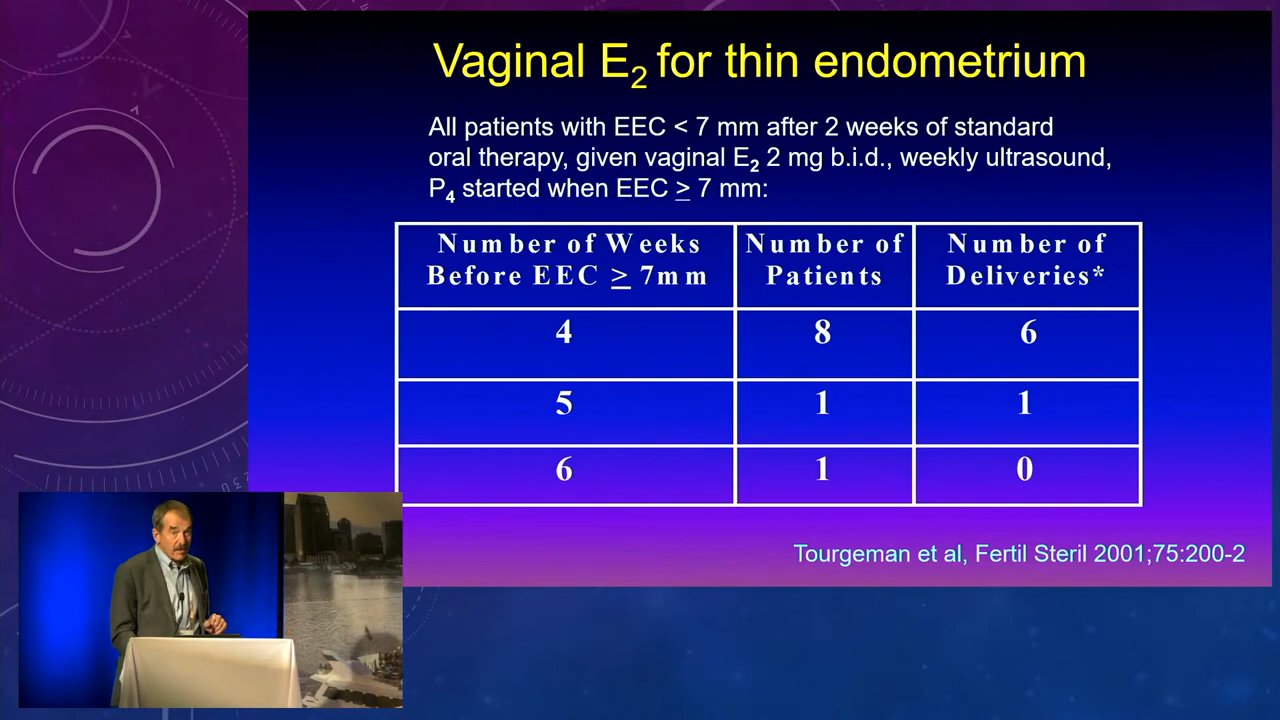 Vaginal E₂ for thin endometrium
All patients with EEC < 7 mm after 2 weeks of standard
oral therapy, given vaginal E₂ 2 mg b.i.d., weekly ultrasound,
P₄ started when EEC ≥ 7 mm:
Number of Weeks Before EEC ≥ 7mm
Number of Patients
Number of Deliveries*
4 8 6
5 1 1
6 1 0
Tourgeman et al, Fertil Steril 2001;75:200-2
230